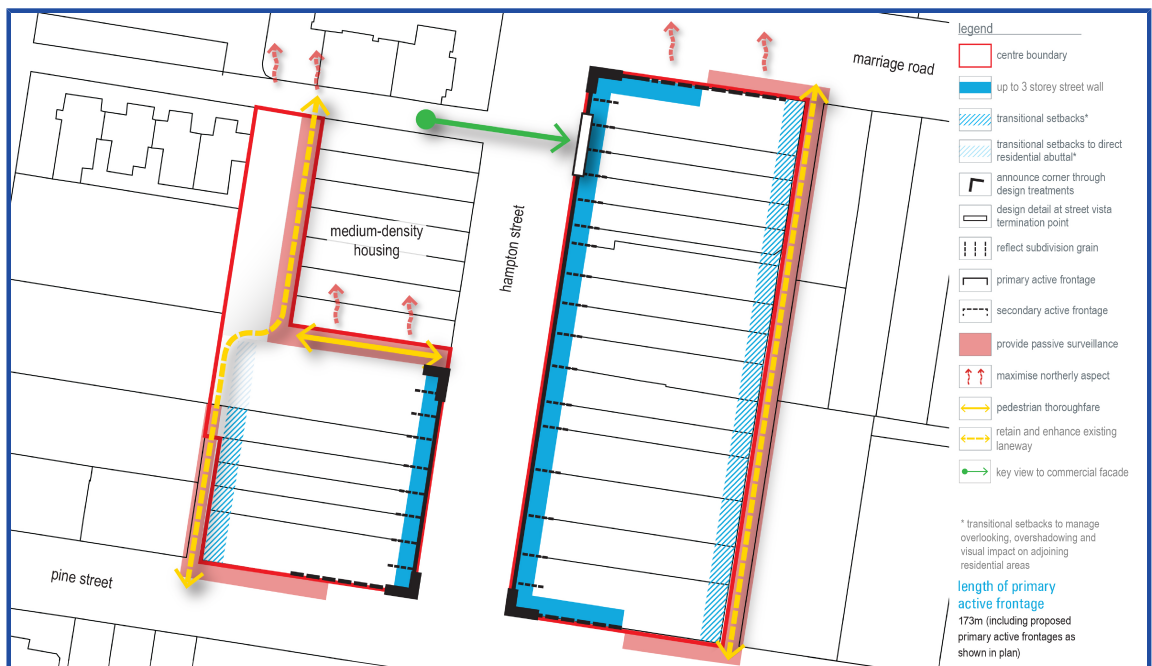 marriage road
hampton street
medium-density
housing
pine street
legend
centre boundary
up to 3 storey street wall
transitional setbacks*
transitional setbacks to direct
residential abuttal*
announce corner through
design treatments
design detail at street vista
termination point
reflect subdivision grain
primary active frontage
secondary active frontage
provide passive surveillance
maximise northerly aspect
pedestrian thoroughfare
retain and enhance existing
laneway
key view to commercial facade
* transitional setbacks to manage
overlooking, overshadowing and
visual impact on adjoining
residential areas
length of primary
active frontage
173m (including proposed
primary active frontages as
shown in plan)